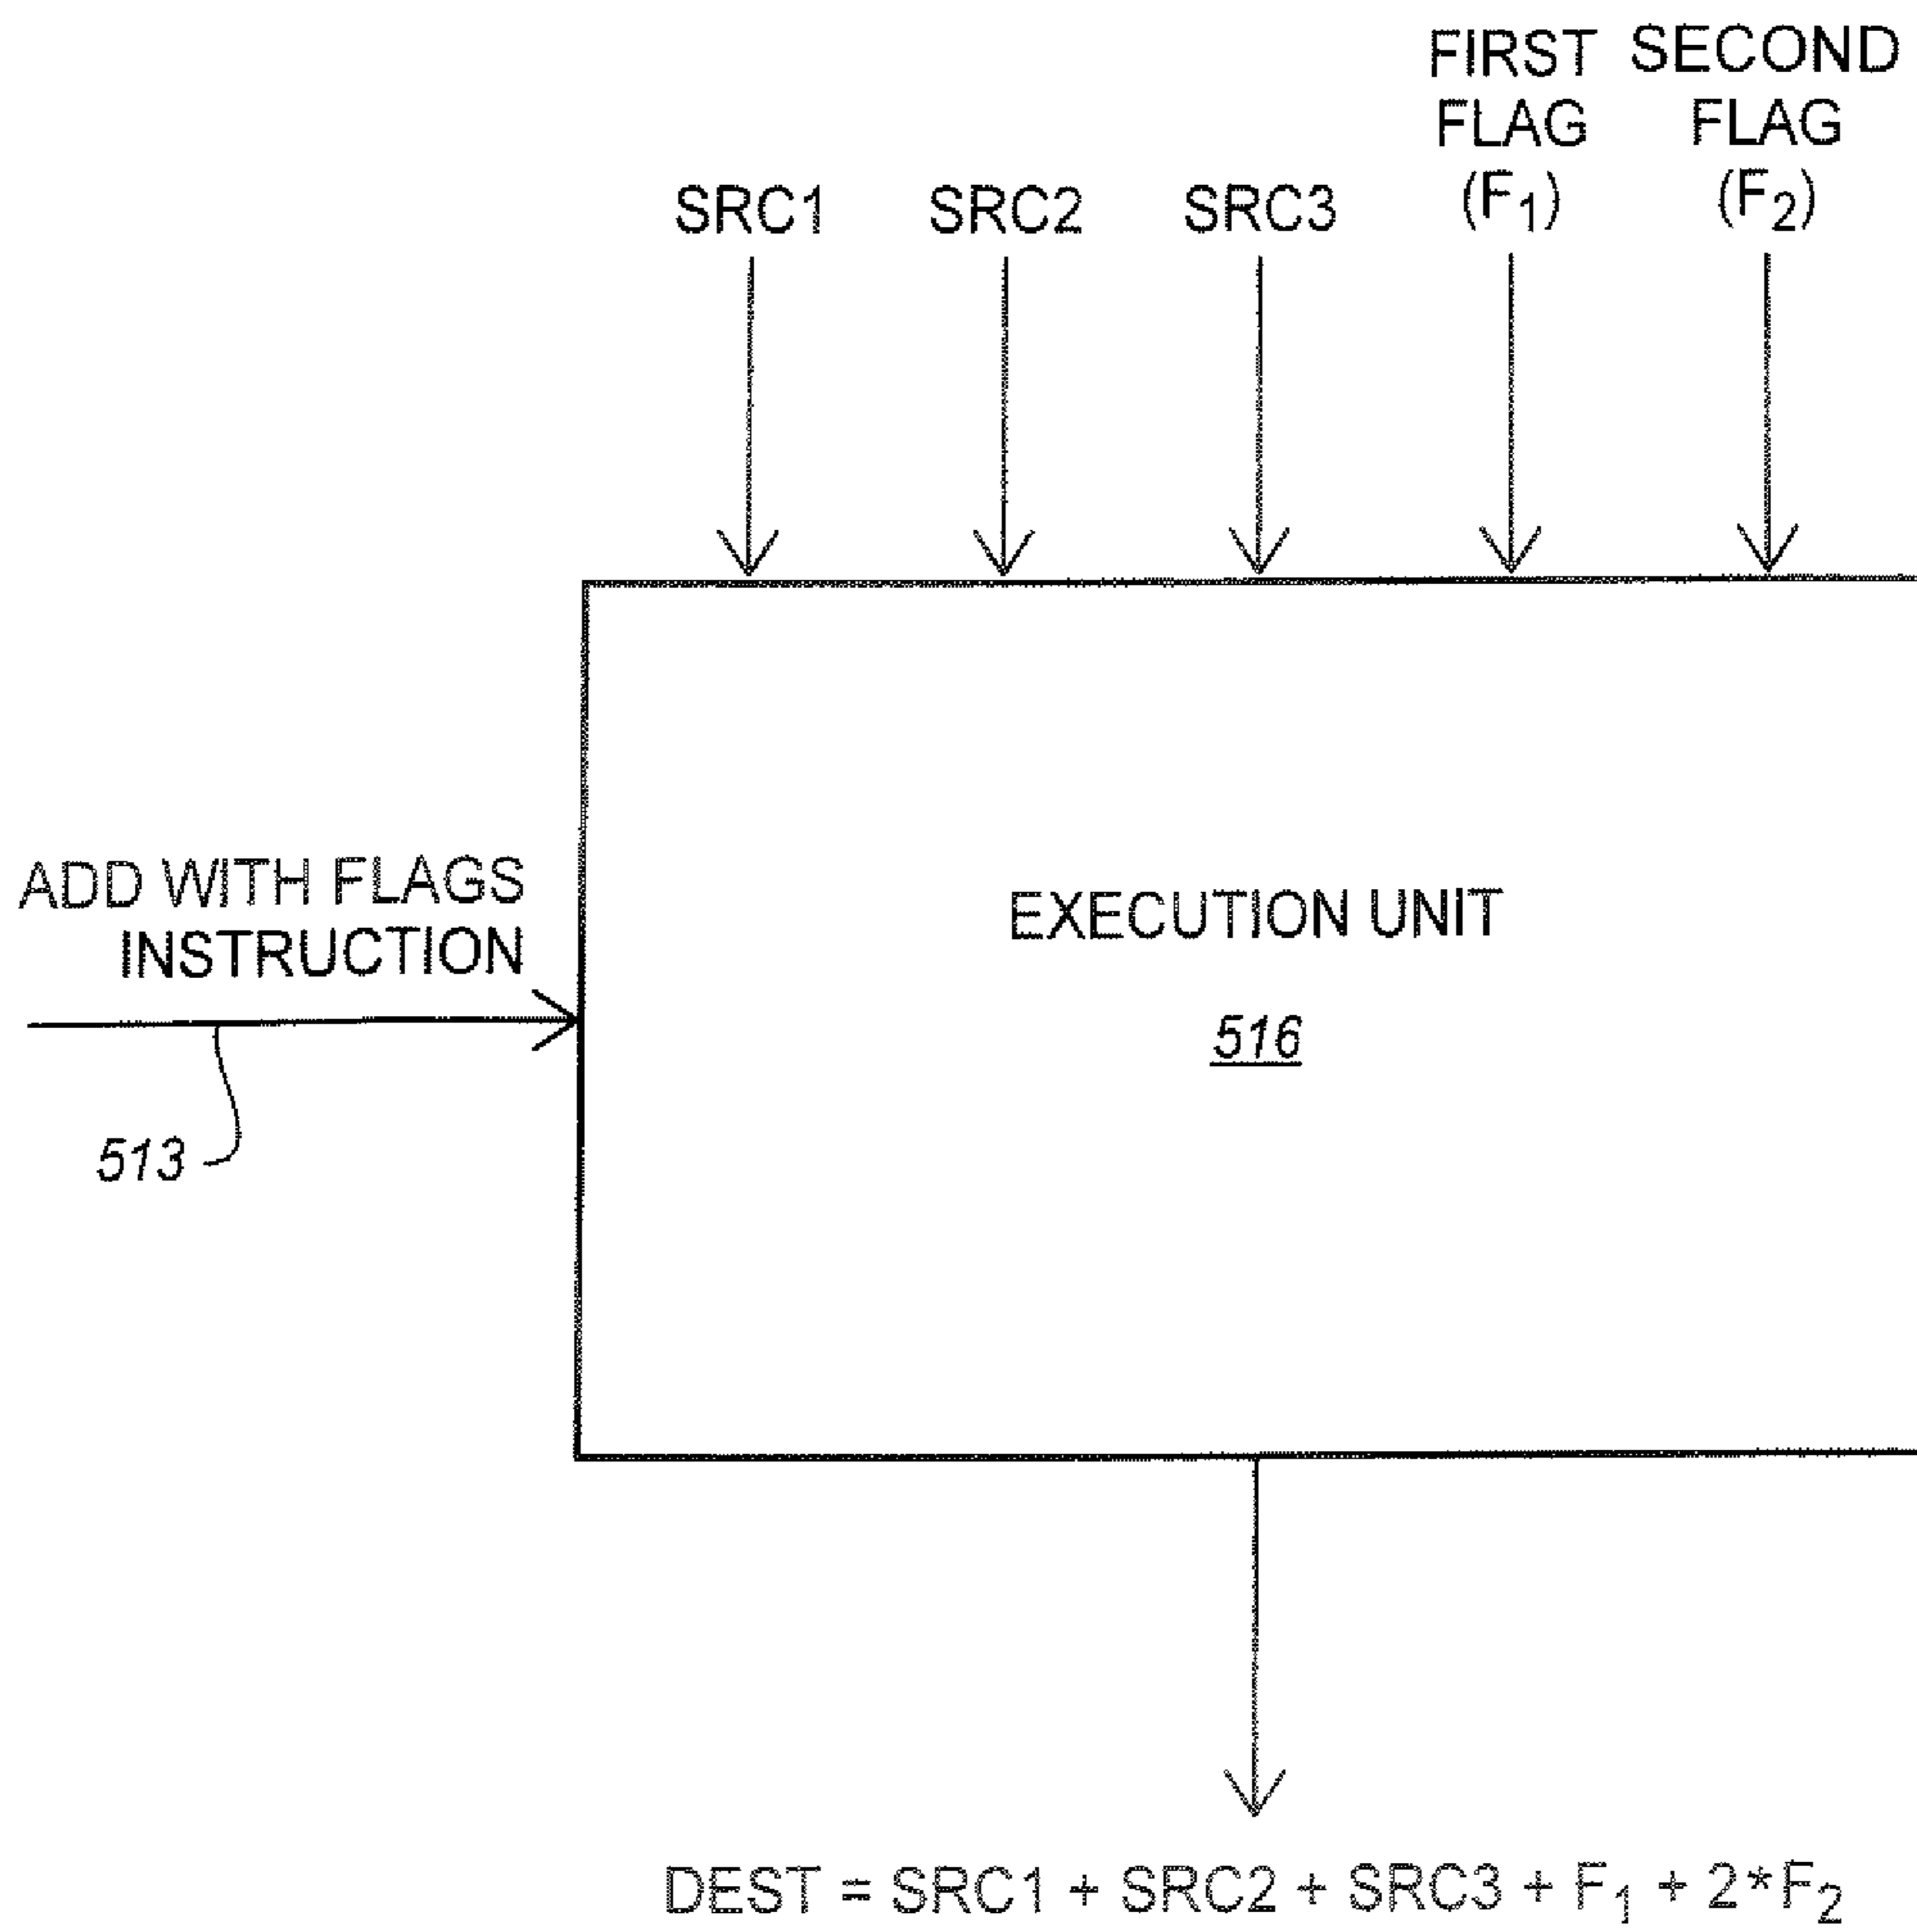 FIRST SECOND
FLAG FLAG
SRC1 SRC2 SRC3 (F₁) (F₂)
ADD WITH FLAGS
INSTRUCTION
EXECUTION UNIT
516
513
DEST = SRC1 + SRC2 + SRC3 + F₁ + 2*F₂